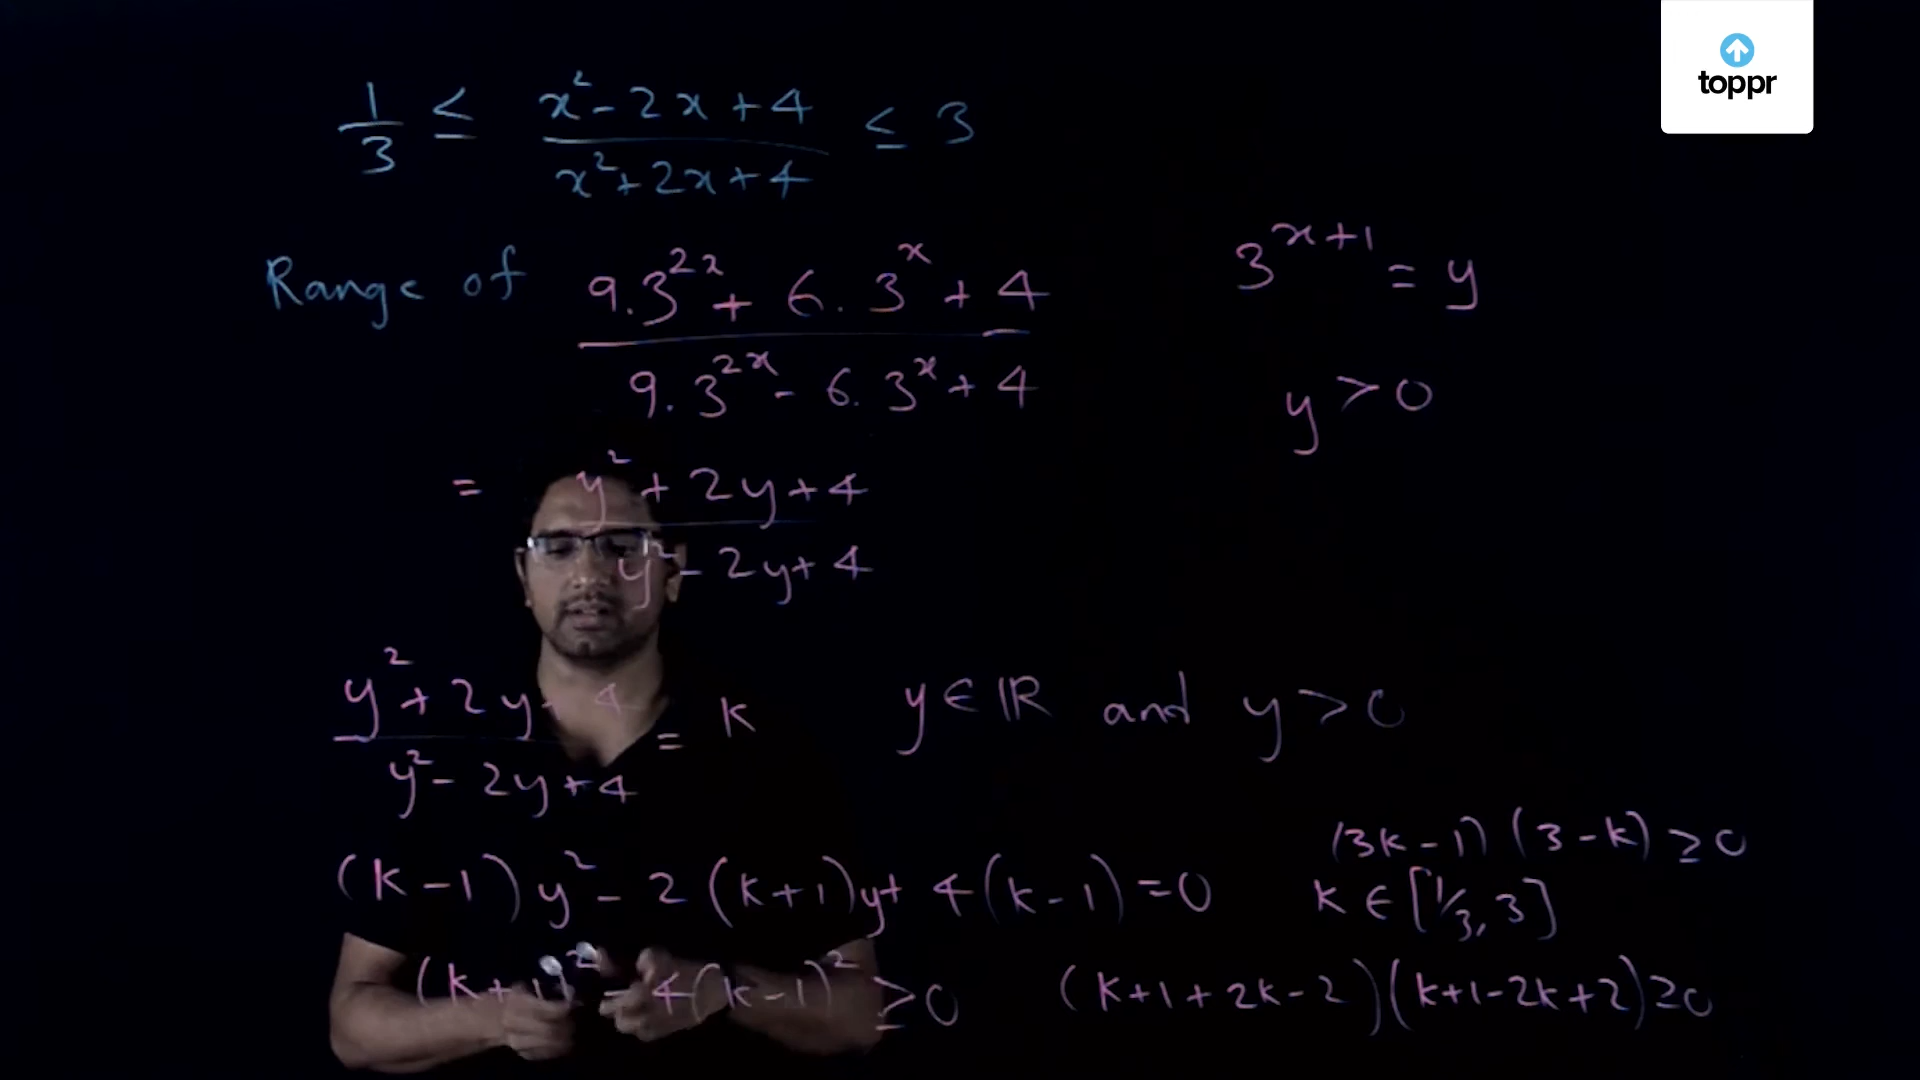 toppr
1/3 ≤ (x² - 2x + 4)/(x² + 2x + 4) ≤ 3
Range of (9.3^2x + 6.3^x + 4)/(9.3^2x - 6.3^x + 4)
3^x+1 = y
y > 0
= (y² + 2y + 4)/(y² - 2y + 4)
(y² + 2y + 4)/(y² - 2y + 4) = k y ∈ ℝ and y > 0
(3k - 1)(3 - k) ≥ 0
(k - 1)y² - 2(k + 1)y + 4(k - 1) = 0
k ∈ [1/3, 3]
(k + 1)² - 4(k - 1)² ≥ 0
(k + 1 + 2k - 2)(k + 1 - 2k + 2) ≥ 0